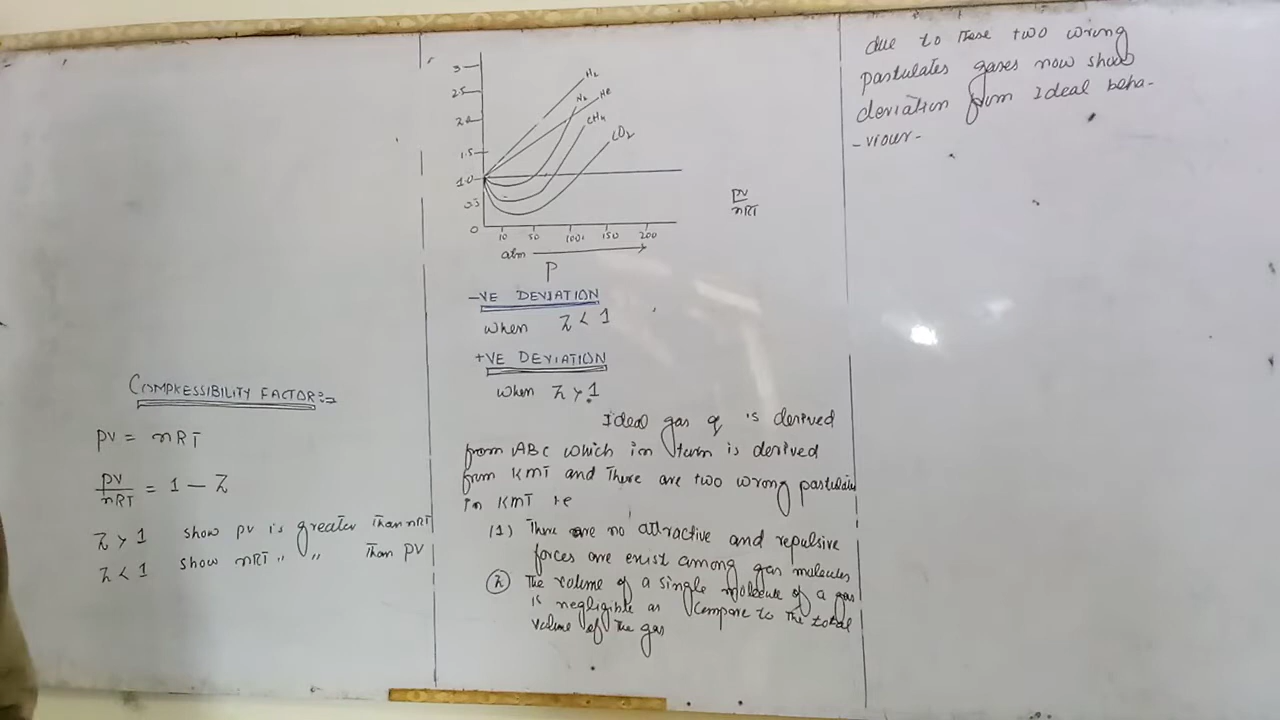 COMPRESSIBILITY FACTOR:=
PV = nRT
PV
nRT
= 1 - Z
Z > 1 show PV is greater Than nRT
Z < 1 show nRT " " Than PV
3
2.5
2.0
1.5
1.0
0.5
0
H2
N2
He
CH4
CO2
10 50 100 150 200
atm
P
PV
nRT
-VE DEVIATION
when Z < 1
+VE DEVIATION
when Z > 1
Ideal gas q is derived
from ABC which in turn is derived
from KMT and There are two wrong pastulates
in KMT i.e
(1) There are no attractive and repulsive
forces are exist among gas molecules
(2) The volume of a single molecule of a gas
is negligible as compare to The total
volume of The gas
due to These two wrong
pastulates gases now show
deviation from Ideal beha-
-viour-